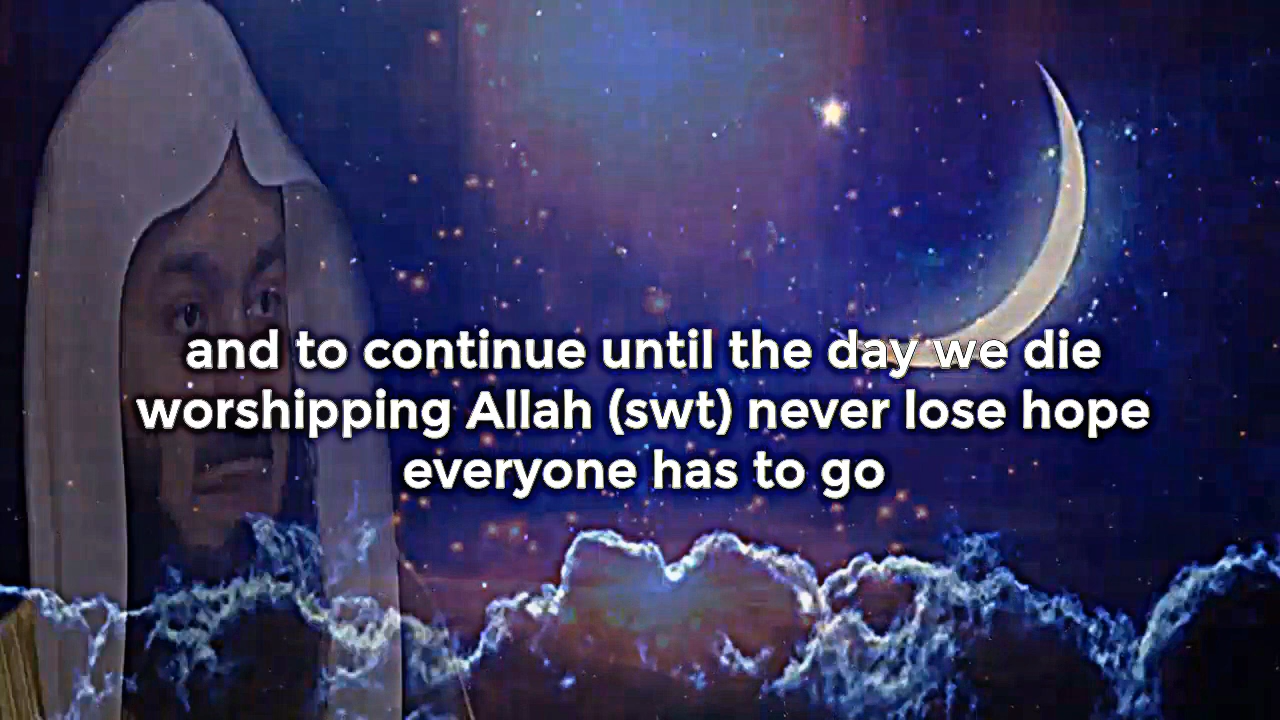 and to continue until the day we die
worshipping Allah (swt) never lose hope
everyone has to go